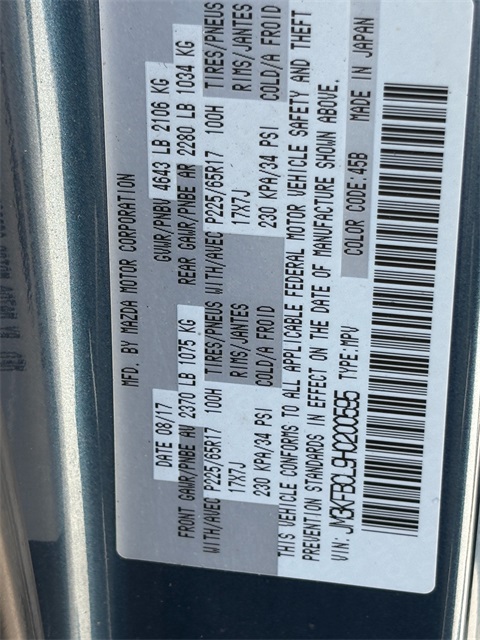 MFD. BY MAZDA MOTOR CORPORATION
DATE 08/17 GVWR/PNBV 4643 LB 2106 KG
FRONT GAWR/PNBE AV 2370 LB 1075 KG REAR GAWR/PNBE AR 2280 LB 1034 KG
WITH/AVEC P225/65R17 100H TIRES/PNEUS WITH/AVEC P225/65R17 100H TIRES/PNEUS
17X7J RIMS/JANTES 17X7J RIMS/JANTES
230 KPA/34 PSI COLD/A FROID 230 KPA/34 PSI COLD/A FROID
THIS VEHICLE CONFORMS TO ALL APPLICABLE FEDERAL MOTOR VEHICLE SAFETY AND THEFT
PREVENTION STANDARDS IN EFFECT ON THE DATE OF MANUFACTURE SHOWN ABOVE.
VIN: JM3KFBCL9H0200595 TYPE: MPV COLOR CODE: 45B MADE IN JAPAN